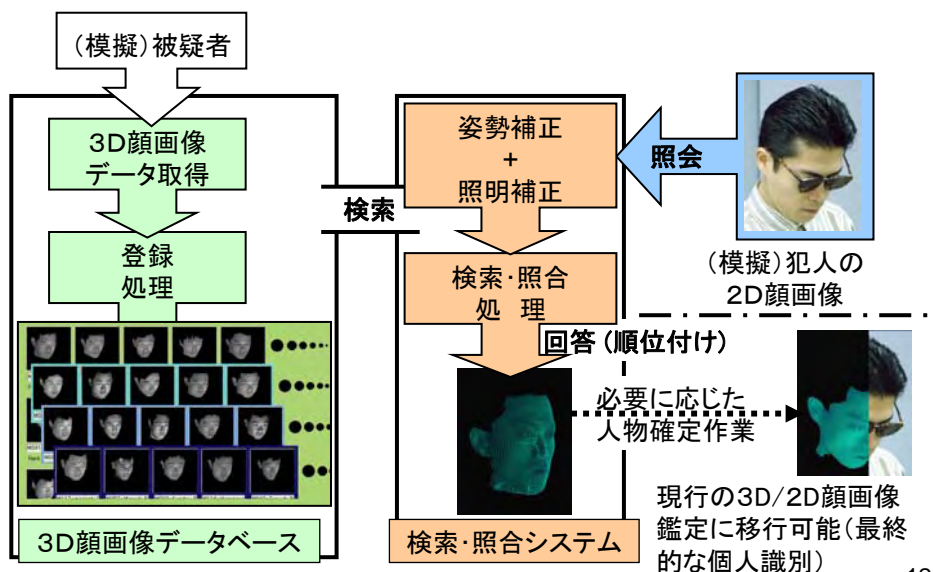 (模擬)被疑者
3D顔画像
データ取得
登録
処理
3D顔画像データベース
検索
姿勢補正
+
照明補正
検索・照合
処 理
検索・照合システム
照会
(模擬)犯人の
2D顔画像
回答(順位付け)
必要に応じた
人物確定作業
現行の3D/2D顔画像
鑑定に移行可能(最終
的な個人識別)